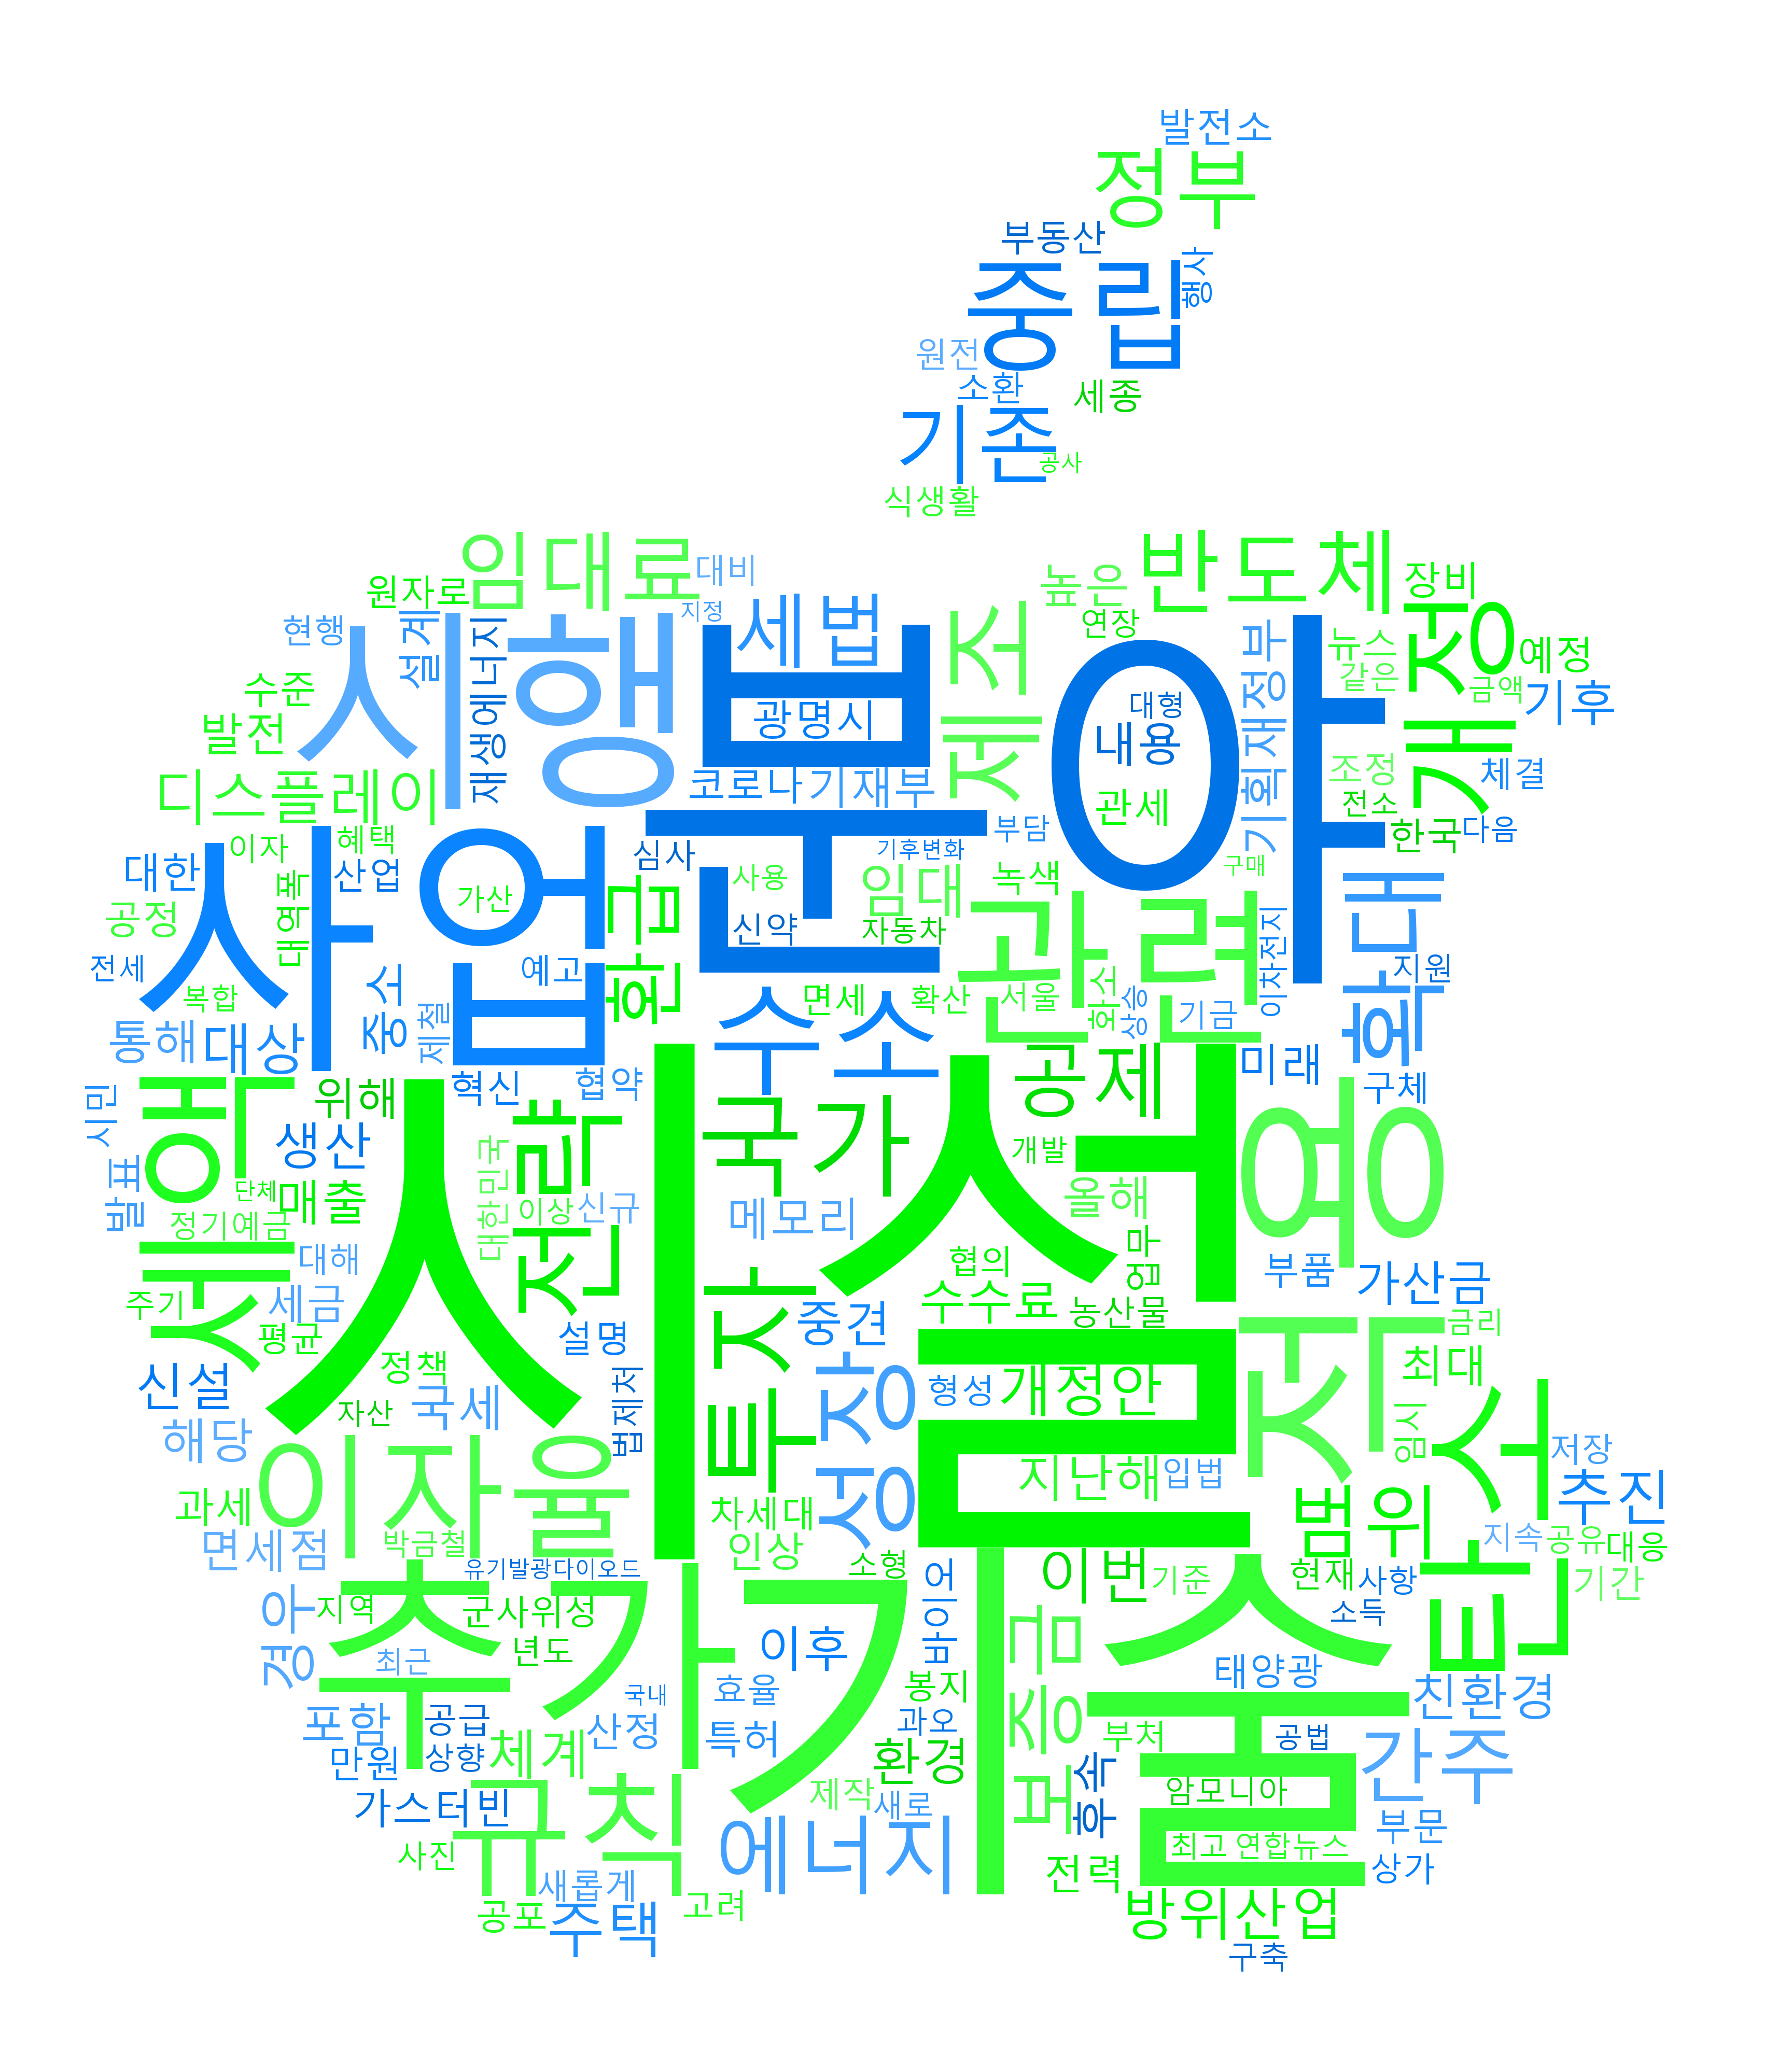 발전소
정부
부동산
행사
중립
원전
소환
세종
기존
공사
식생활
임대료
대비
반도체
원자로
높은
장비
지정
세법
제조
연장
개정
현행
설계
재생에너지
시행
분야
기획재정부
뉴스
예정
같은
수준
광명시
대형
금액
기후
발전
내용
디스플레이
코로나
기재부
관세
조정
체결
전소
이자
혜택
심사
부담
한국
다음
대한
산업
사업
기후변화
구매
공정
대역폭
가산
환급
사용
임대
녹색
관련
확대
신약
자동차
이차전지
전세
예고
지원
복합
중소
면세
확산
서울
화소
상승
기금
통해
대상
제철
수소
공제
미래
시민
세액
위해
혁신
협약
국가
구체
생산
전략
개발
적용
발표
단체
매출
대한민국
이상
신규
메모리
올해
정기예금
시설
대해
투자
협의
업무
부품
가산금
주기
세금
중견
수수료
농산물
금리
평균
설명
신설
정책
성장
형성
개정안
최대
자산
국세
법제처
임시
탄소
해당
이자율
지난해
입법
저장
과세
차세대
범위
추진
면세점
박금철
인상
지속
공유
대응
유기발광다이오드
소형
이번
기준
현재
사항
기간
경우
지역
추가
군사위성
바이오
보증금
기술
소득
년도
이후
최근
태양광
국내
효율
봉지
친환경
포함
공급
산정
특허
과오
부처
공법
간주
만원
상향
체계
환경
후속
가스터빈
규칙
제작
새로
암모니아
부문
사진
에너지
최고
연합뉴스
전력
상가
새롭게
공포
주택
고려
방위산업
구축